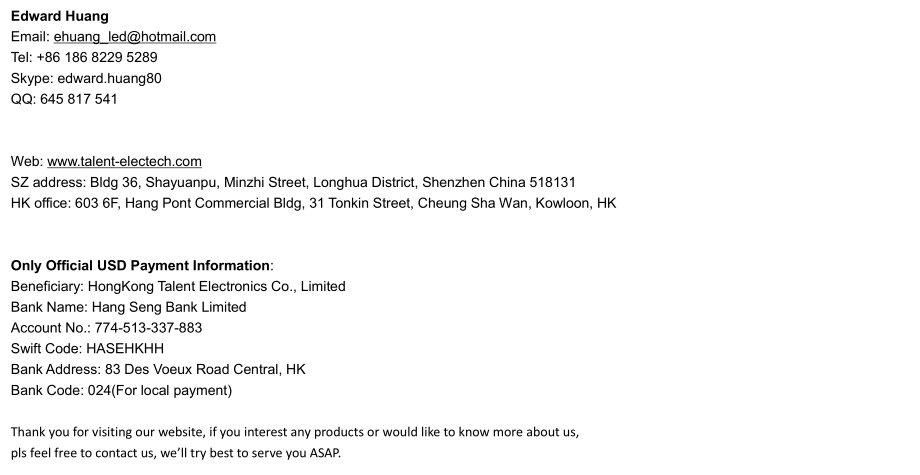 Edward Huang
Email: ehuang_led@hotmail.com
Tel: +86 186 8229 5289
Skype: edward.huang80
QQ: 645 817 541
Web: www.talent-electech.com
SZ address: Bldg 36, Shayuanpu, Minzhi Street, Longhua District, Shenzhen China 518131
HK office: 603 6F, Hang Pont Commercial Bldg, 31 Tonkin Street, Cheung Sha Wan, Kowloon, HK
Only Official USD Payment Information:
Beneficiary: HongKong Talent Electronics Co., Limited
Bank Name: Hang Seng Bank Limited
Account No.: 774-513-337-883
Swift Code: HASEHKHH
Bank Address: 83 Des Voeux Road Central, HK
Bank Code: 024(For local payment)
Thank you for visiting our website, if you interest any products or would like to know more about us,
pls feel free to contact us, we’ll try best to serve you ASAP.